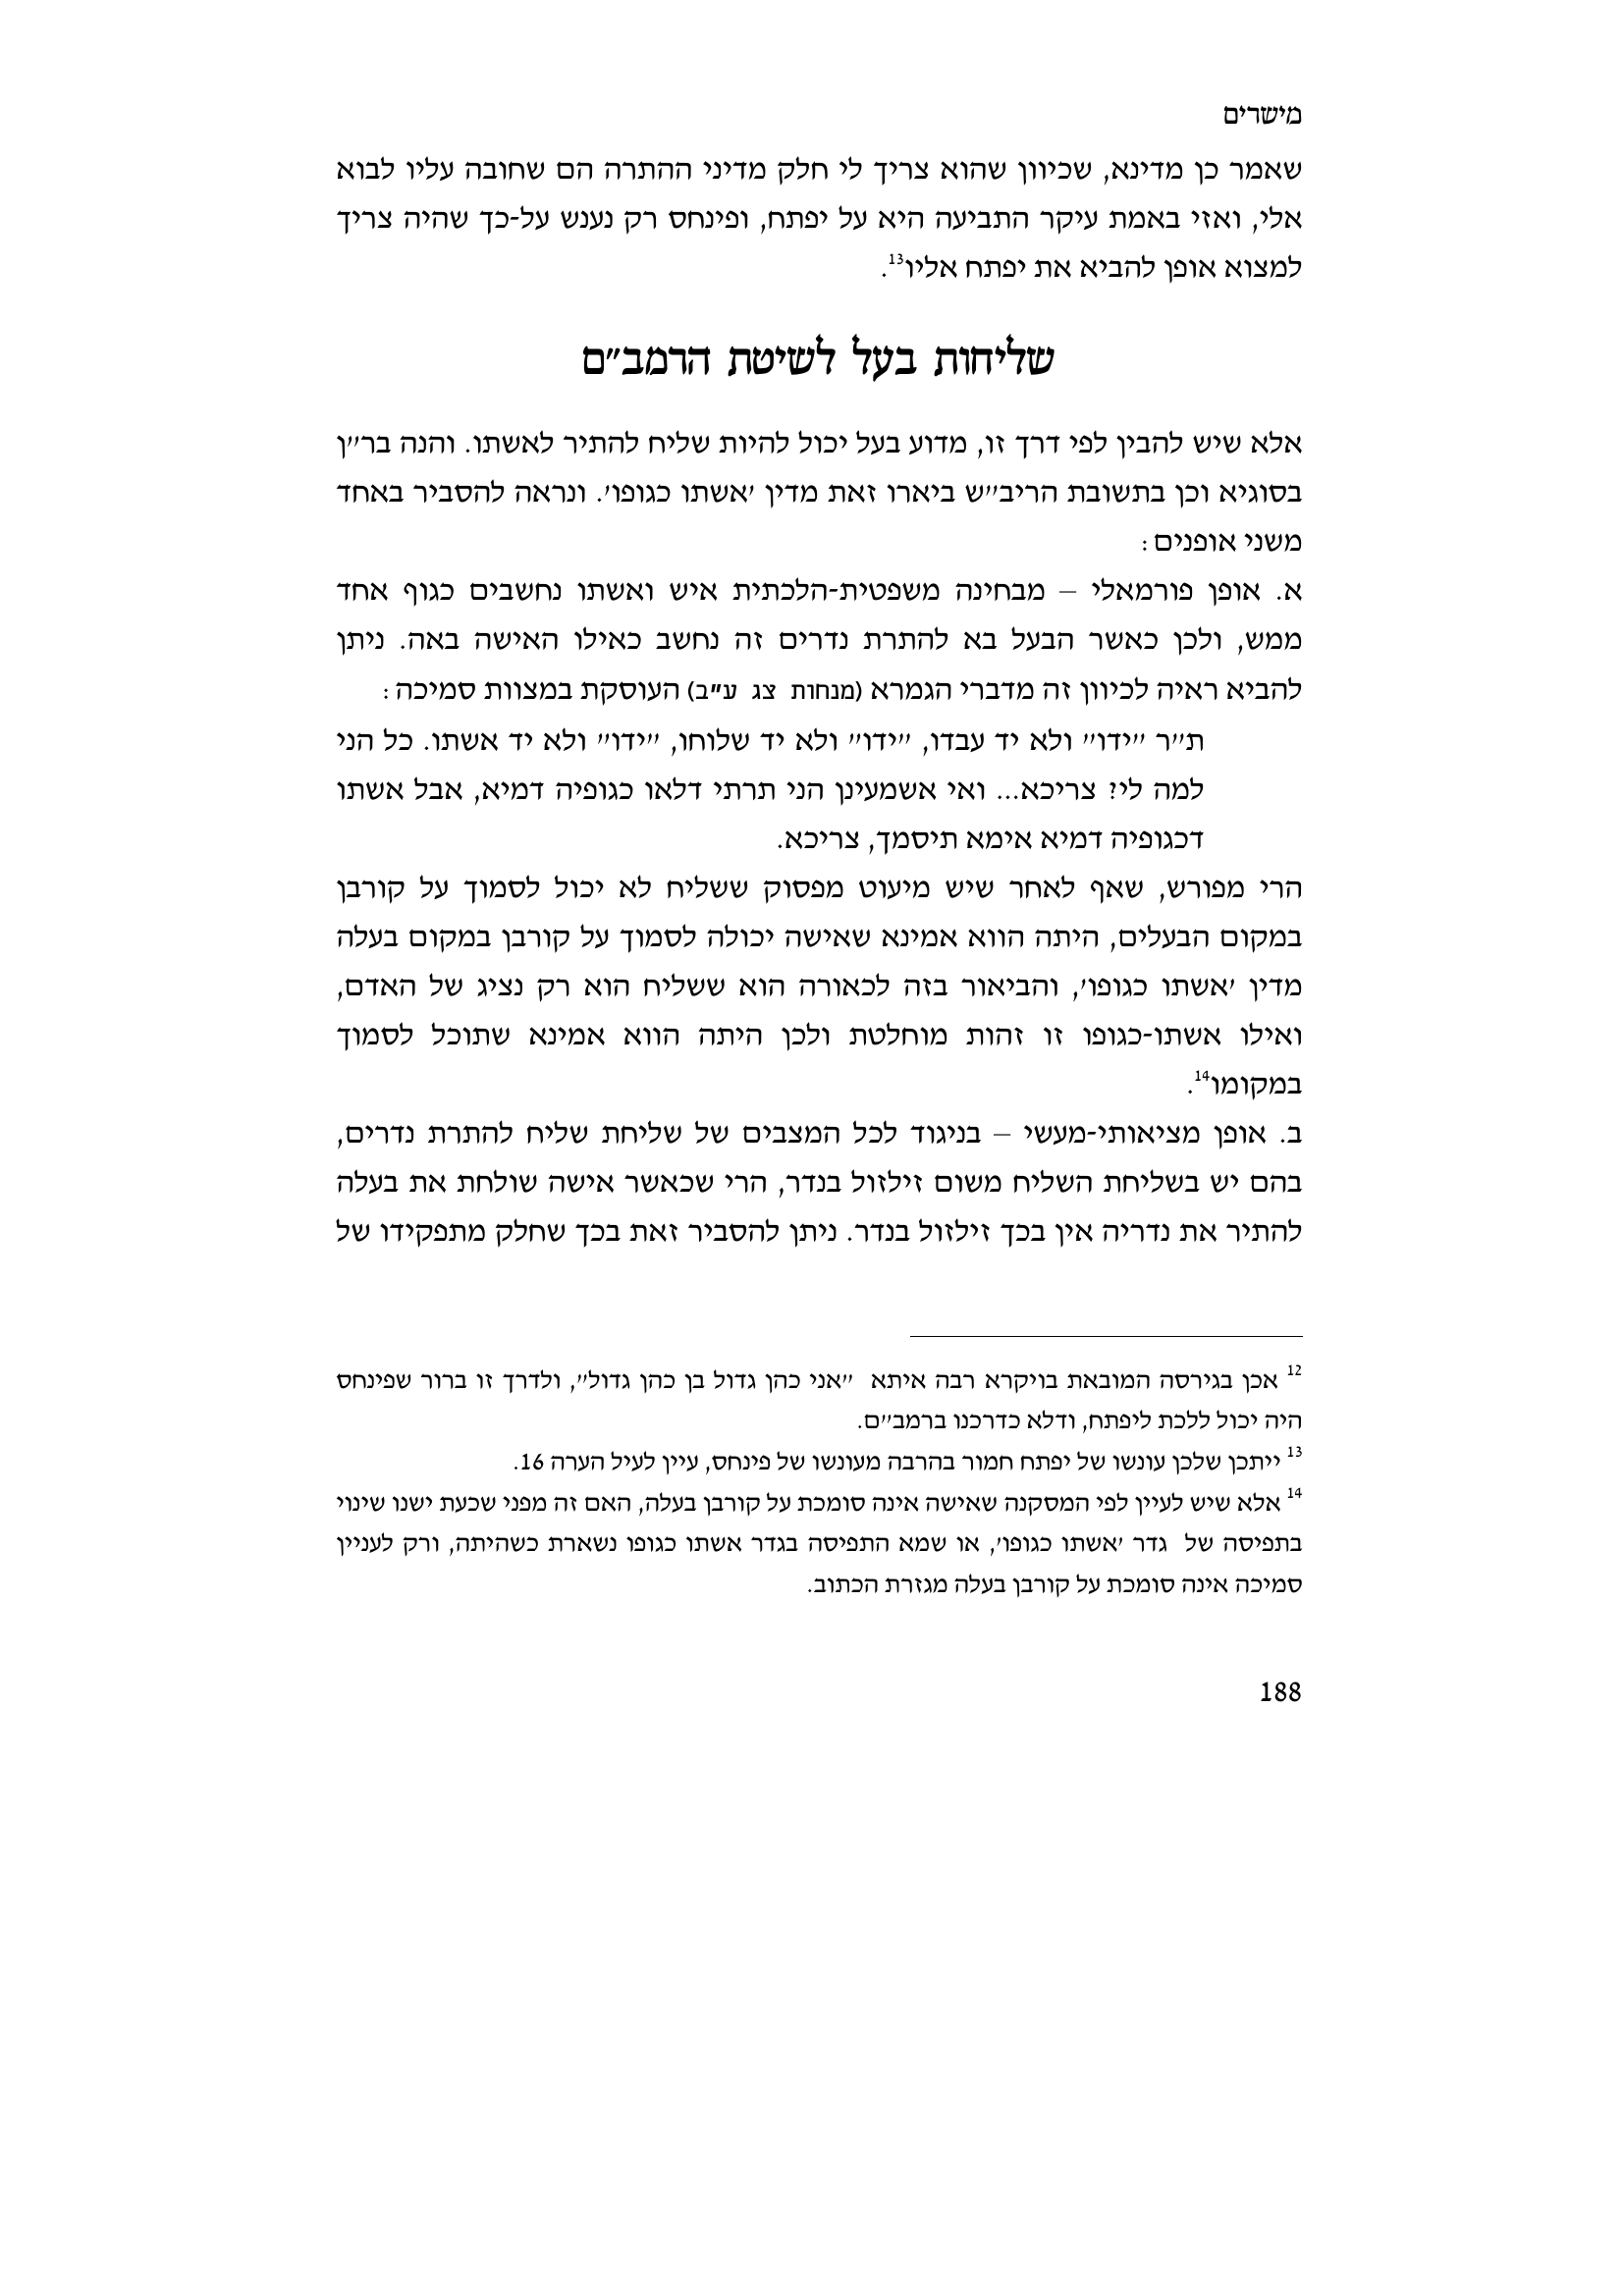 מישרים
שאמר כן מדינא, שכיוון שהוא צריך לי חלק מדיני ההתרה הם שחובה עליו לבוא
אלי, ואזי באמת עיקר התביעה היא על יפתח, ופינחס רק נענש על-כך שהיה צריך
למצוא אופן להביא את יפתח אליו13.
שליחות בעל לשיטת הרמב״ם
אלא שיש להבין לפי דרך זו, מדוע בעל יכול להיות שליח להתיר לאשתו. והנה בר״ן
בסוגיא וכן בתשובת הריב״ש ביארו זאת מדין ׳אשתו כגופו׳. ונראה להסביר באחד
משני אופנים:
א. אופן פורמאלי – מבחינה משפטית-הלכתית איש ואשתו נחשבים כגוף אחד
ממש, ולכן כאשר הבעל בא להתרת נדרים זה נחשב כאילו האישה באה. ניתן
להביא ראיה לכיוון זה מדברי הגמרא (מנחות צג ע"ב) העוסקת במצוות סמיכה:
ת״ר ״ידו״ ולא יד עבדו, ״ידו״ ולא יד שלוחו, ״ידו״ ולא יד אשתו. כל הני
למה לי? צריכא... ואי אשמעינן הני תרתי דלאו כגופיה דמיא, אבל אשתו
דכגופיה דמיא אימא תיסמך, צריכא.
הרי מפורש, שאף לאחר שיש מיעוט מפסוק ששליח לא יכול לסמוך על קורבן
במקום הבעלים, היתה הווא אמינא שאישה יכולה לסמוך על קורבן במקום בעלה
מדין ׳אשתו כגופו׳, והביאור בזה לכאורה הוא ששליח הוא רק נציג של האדם,
ואילו אשתו-כגופו זו זהות מוחלטת ולכן היתה הווא אמינא שתוכל לסמוך
במקומו14.
ב. אופן מציאותי-מעשי – בניגוד לכל המצבים של שליחת שליח להתרת נדרים,
בהם יש בשליחת השליח משום זילזול בנדר, הרי שכאשר אישה שולחת את בעלה
להתיר את נדריה אין בכך זילזול בנדר. ניתן להסביר זאת בכך שחלק מתפקידו של
12 אכן בגירסה המובאת בויקרא רבה איתא ״אני כהן גדול בן כהן גדול״, ולדרך זו ברור שפינחס
היה יכול ללכת ליפתח, ודלא כדרכנו ברמב״ם.
13 ייתכן שלכן עונשו של יפתח חמור בהרבה מעונשו של פינחס, עיין לעיל הערה 16.
14 אלא שיש לעיין לפי המסקנה שאישה אינה סומכת על קורבן בעלה, האם זה מפני שכעת ישנו שינוי
בתפיסה של גדר ׳אשתו כגופו׳, או שמא התפיסה בגדר אשתו כגופו נשארת כשהיתה, ורק לעניין
סמיכה אינה סומכת על קורבן בעלה מגזרת הכתוב.
188